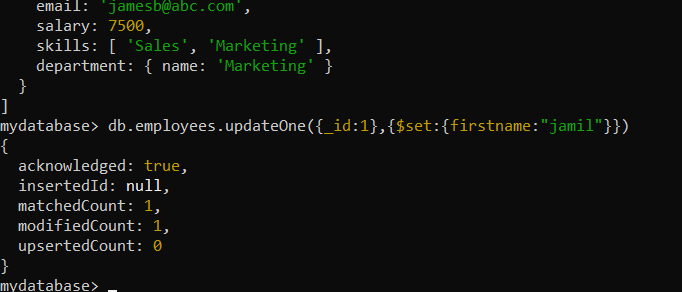 email: 'jamesb@abc.com',
salary: 7500,
skills: [ 'Sales', 'Marketing' ],
department: { name: 'Marketing' }
}
]
mydatabase> db.employees.updateOne({_id:1},{$set:{firstname:"jamil"}})
{
acknowledged: true,
insertedId: null,
matchedCount: 1,
modifiedCount: 1,
upsertedCount: 0
}
mydatabase> _